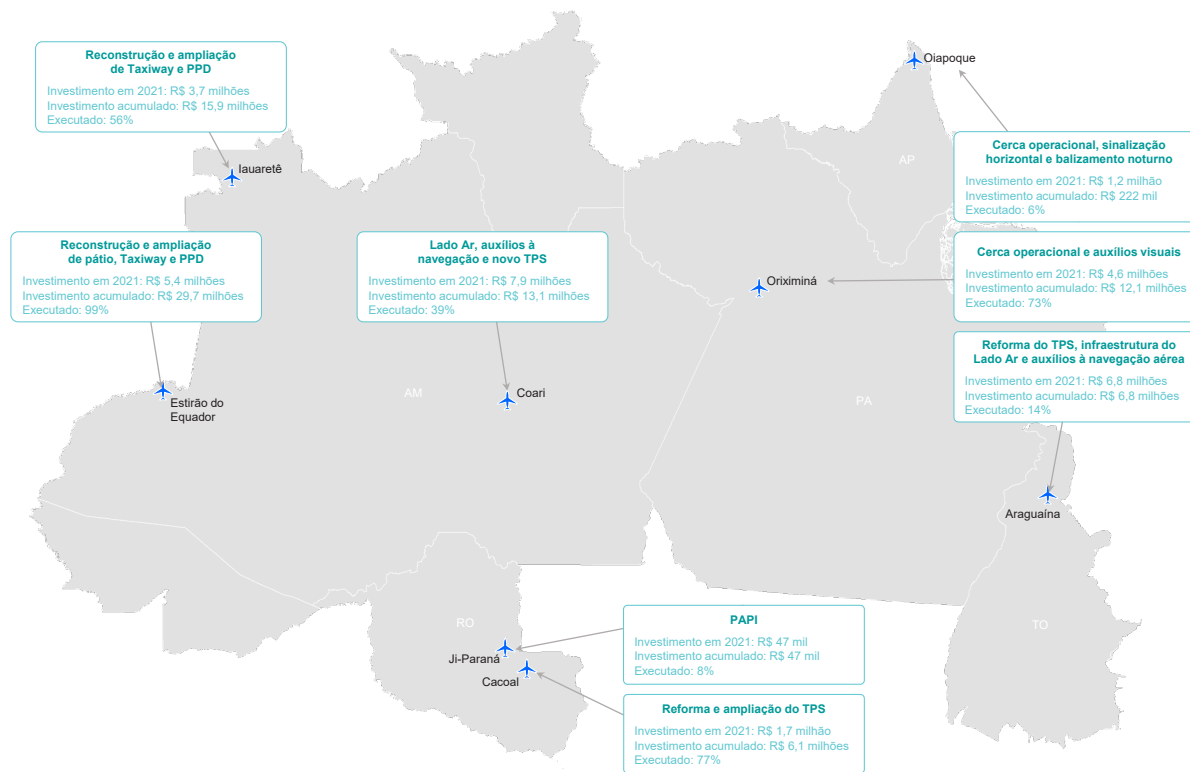 Reconstrução e ampliação
de Taxiway e PPD
Investimento em 2021: R$ 3,7 milhões
Investimento acumulado: R$ 15,9 milhões
Executado: 56%
Iauaretê
Oiapoque
Cerca operacional, sinalização
horizontal e balizamento noturno
Investimento em 2021: R$ 1,2 milhão
Investimento acumulado: R$ 222 mil
Executado: 6%
AP
Reconstrução e ampliação
de pátio, Taxiway e PPD
Investimento em 2021: R$ 5,4 milhões
Investimento acumulado: R$ 29,7 milhões
Executado: 99%
Estirão do
Equador
Lado Ar, auxílios à
navegação e novo TPS
Investimento em 2021: R$ 7,9 milhões
Investimento acumulado: R$ 13,1 milhões
Executado: 39%
AM
Coari
Oriximiná
Cerca operacional e auxílios visuais
Investimento em 2021: R$ 4,6 milhões
Investimento acumulado: R$ 12,1 milhões
Executado: 73%
PA
Reforma do TPS, infraestrutura do
Lado Ar e auxílios à navegação aérea
Investimento em 2021: R$ 6,8 milhões
Investimento acumulado: R$ 6,8 milhões
Executado: 14%
Araguaína
TO
RO
Ji-Paraná
Cacoal
PAPI
Investimento em 2021: R$ 47 mil
Investimento acumulado: R$ 47 mil
Executado: 8%
Reforma e ampliação do TPS
Investimento em 2021: R$ 1,7 milhão
Investimento acumulado: R$ 6,1 milhões
Executado: 77%